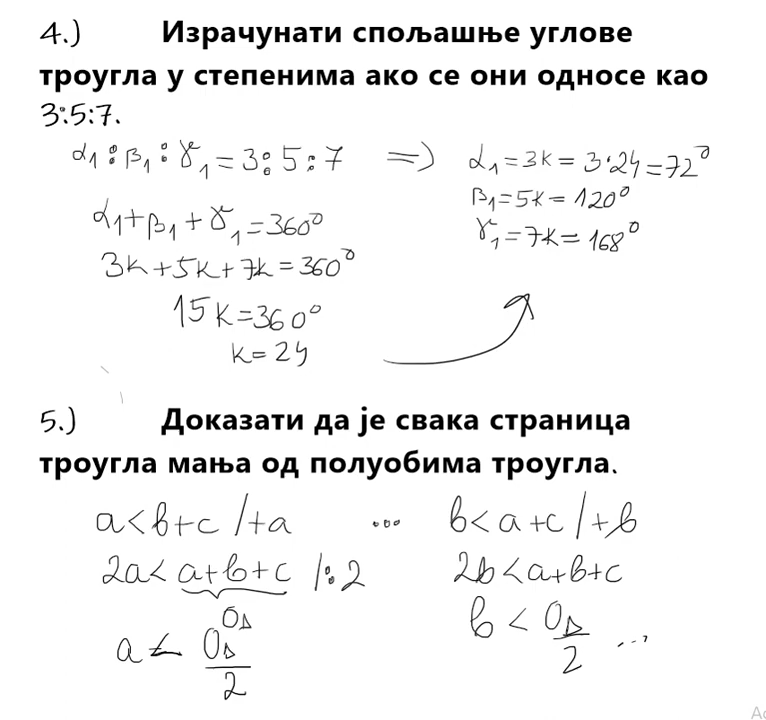 4.) Израчунати спољашње углове
троугла у степенима ако се они односе као
3:5:7.
α₁:β₁:γ₁=3:5:7 => α₁=3k=3·24=72°
β₁=5k=120°
α₁+β₁+γ₁=360°
γ₁=7k=168°
3k+5k+7k=360°
15k=360°
k=24
5.) Доказати да је свака страница
троугла мања од полуобима троугла.
a<b+c /+a ... b<a+c /+b
2a<a+b+c /:2 2b<a+b+c
O△
a<O△/2 b<O△/2 ...